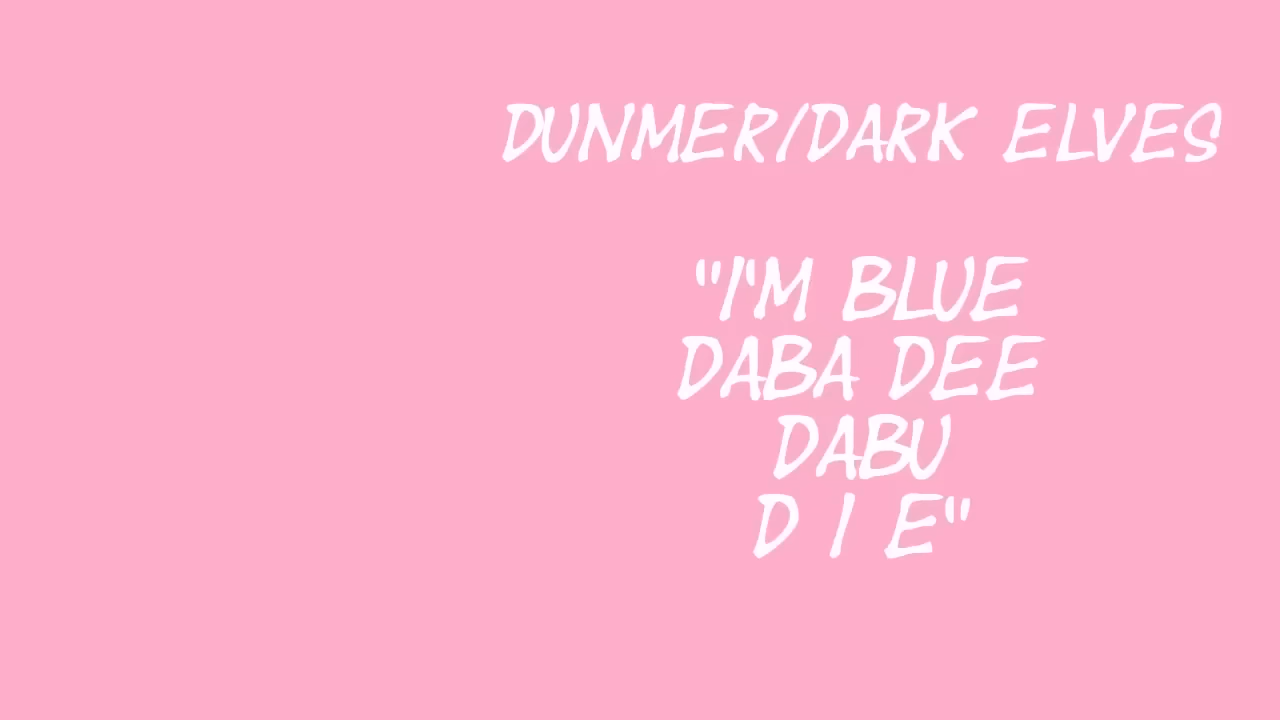 DUNMER/DARK ELVES
"I'M BLUE
DABA DEE
DABU
D I E"